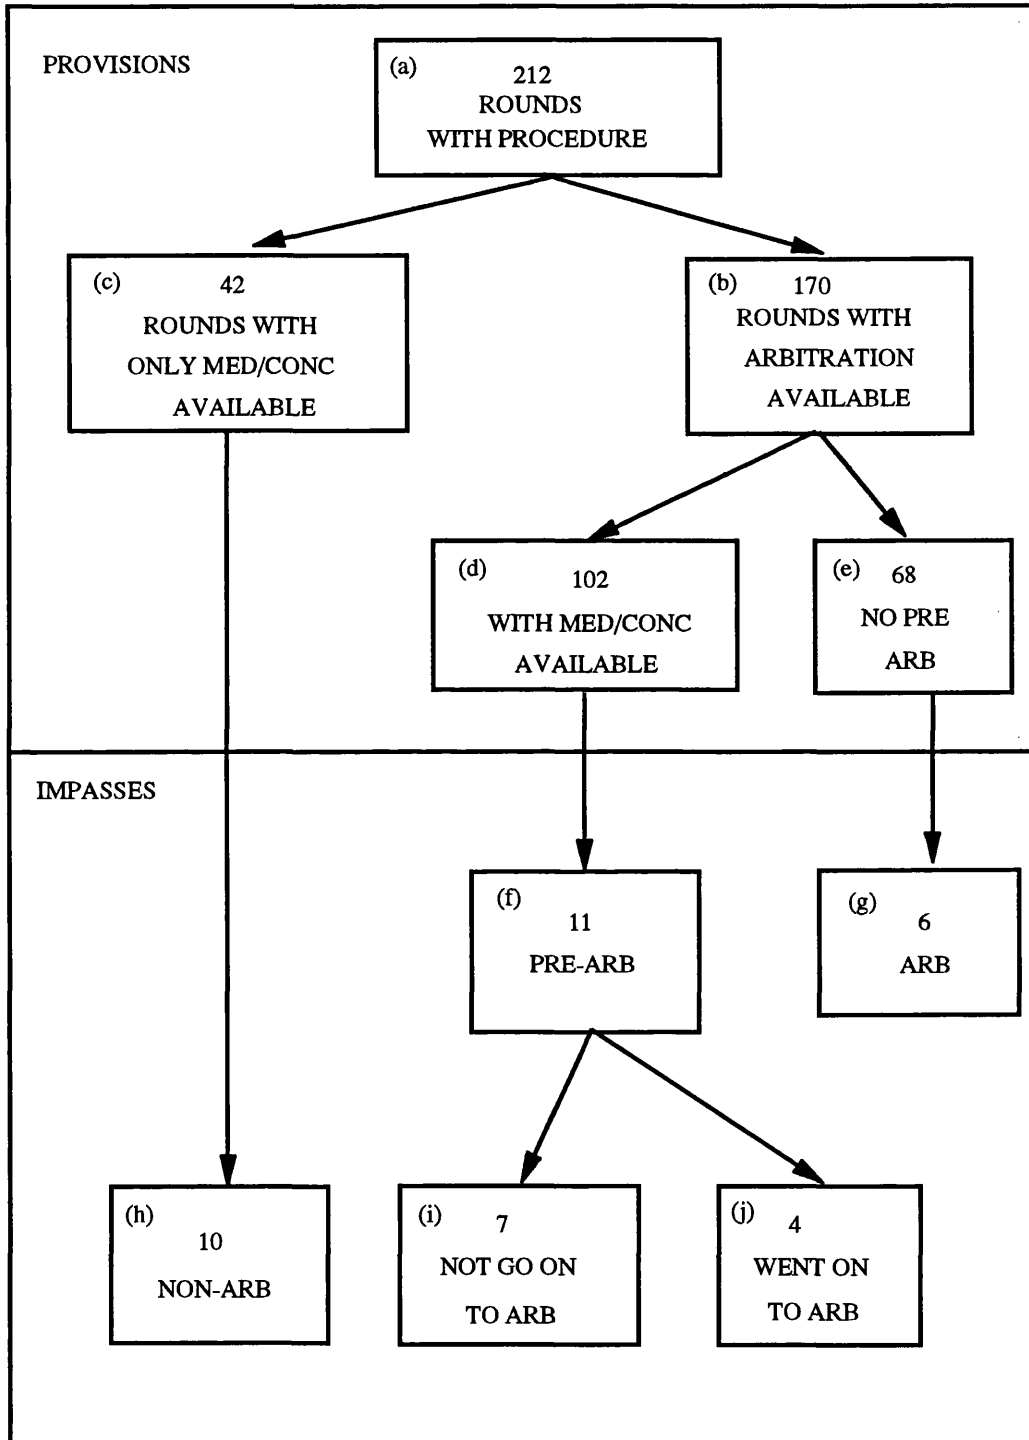 PROVISIONS
(a) 212
ROUNDS
WITH PROCEDURE
(c) 42
ROUNDS WITH
ONLY MED/CONC
AVAILABLE
(b) 170
ROUNDS WITH
ARBITRATION
AVAILABLE
(d) 102
WITH MED/CONC
AVAILABLE
(e) 68
NO PRE
ARB
IMPASSES
(f) 11
PRE-ARB
(g) 6
ARB
(h) 10
NON-ARB
(i) 7
NOT GO ON
TO ARB
(j) 4
WENT ON
TO ARB